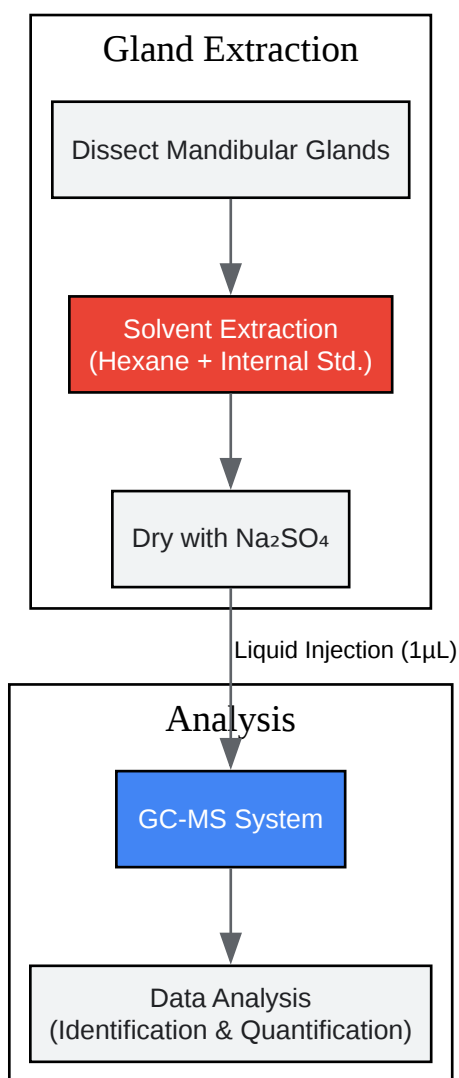 Gland Extraction
Dissect Mandibular Glands
Solvent Extraction
(Hexane + Internal Std.)
Dry with Na₂SO₄
Liquid Injection (1µL)
Analysis
GC-MS System
Data Analysis
(Identification & Quantification)